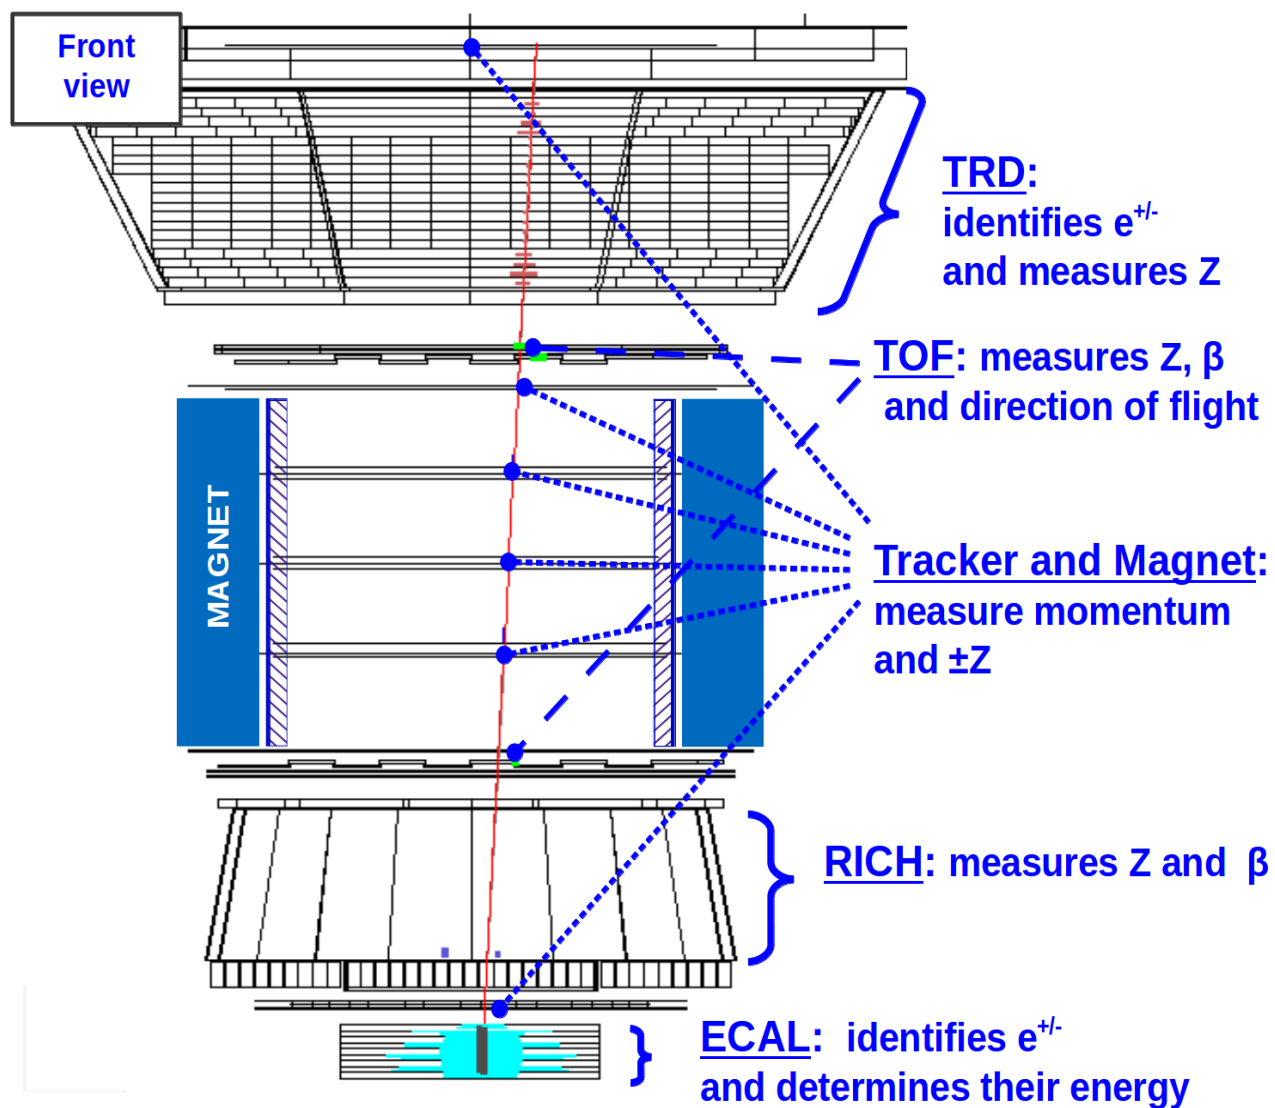 Front
view
TRD:
identifies e+/-
and measures Z
TOF: measures Z, β
and direction of flight
MAGNET
Tracker and Magnet:
measure momentum
and ±Z
RICH: measures Z and β
ECAL: identifies e+/-
and determines their energy